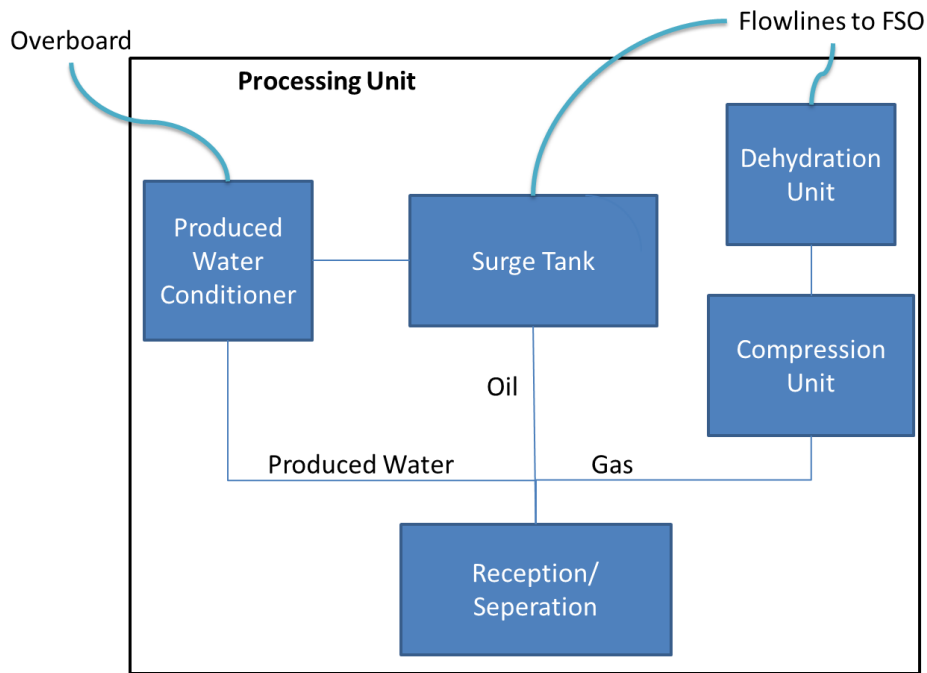 Flowlines to FSO
Overboard
Processing Unit
Dehydration
Unit
Produced
Water
Conditioner
Surge Tank
Compression
Unit
Oil
Produced Water
Gas
Reception/
Seperation